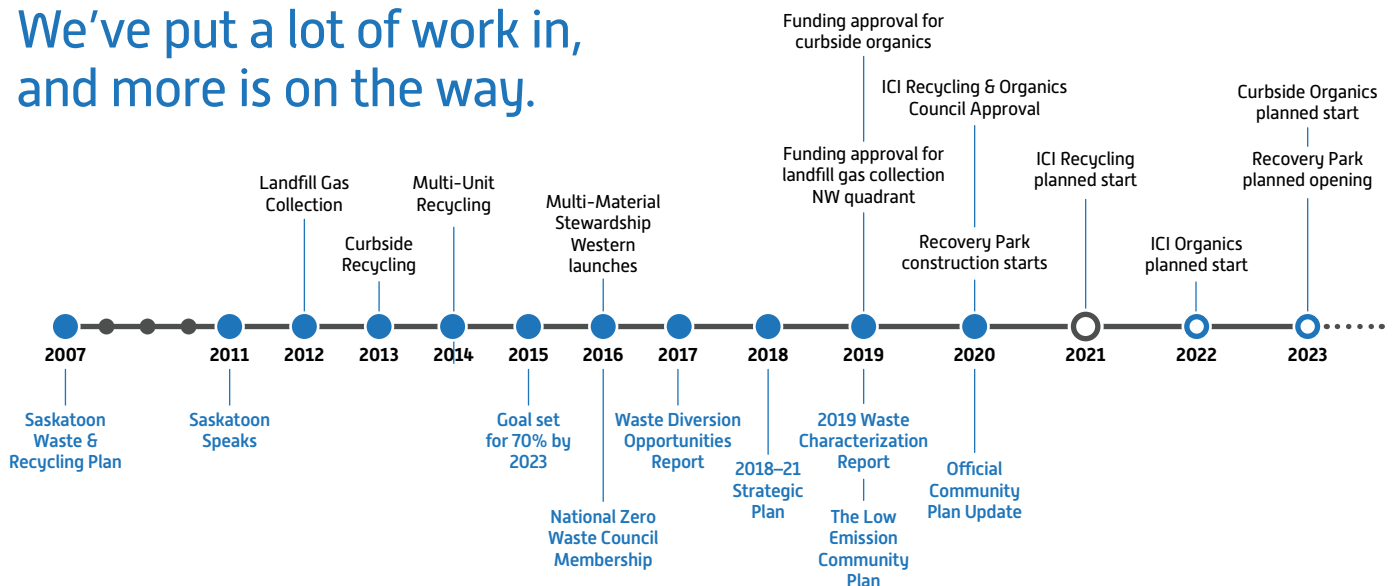 We've put a lot of work in,
and more is on the way.
Funding approval for
curbside organics
ICI Recycling & Organics
Council Approval
Curbside Organics
planned start
Landfill Gas
Collection
Multi-Unit
Recycling
Funding approval for
landfill gas collection
NW quadrant
ICI Recycling
planned start
Recovery Park
planned opening
Curbside
Recycling
Multi-Material
Stewardship
Western
launches
Recovery Park
construction starts
ICI Organics
planned start
2007
2011
2012
2013
2014
2015
2016
2017
2018
2019
2020
2021
2022
2023
Saskatoon
Waste &
Recycling Plan
Saskatoon
Speaks
Goal set
for 70% by
2023
National Zero
Waste Council
Membership
Waste Diversion
Opportunities
Report
2018–21
Strategic
Plan
2019 Waste
Characterization
Report
The Low
Emission
Community
Plan
Official
Community
Plan Update